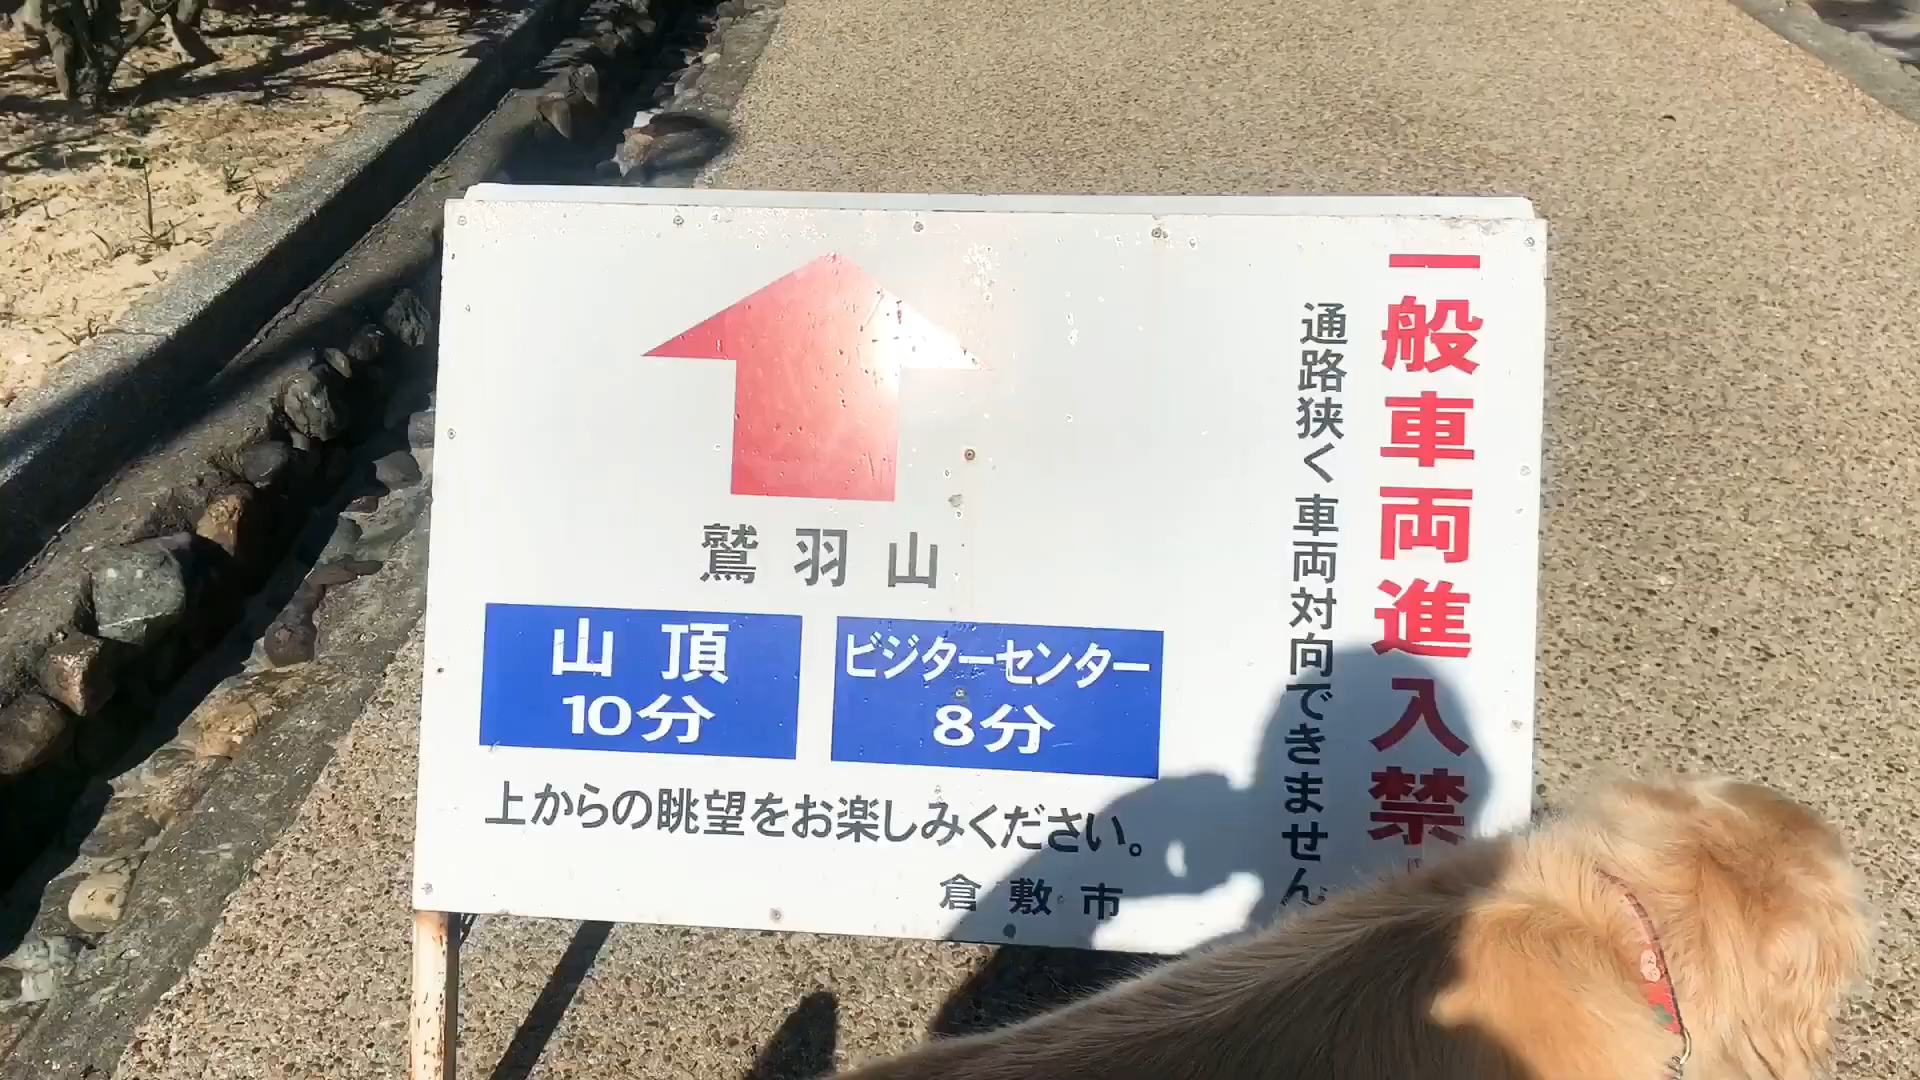 一般車両進入禁
通路狭く車両対向できません
鷲羽山
山頂
10分
ビジターセンター
8分
上からの眺望をお楽しみください。
倉敷市